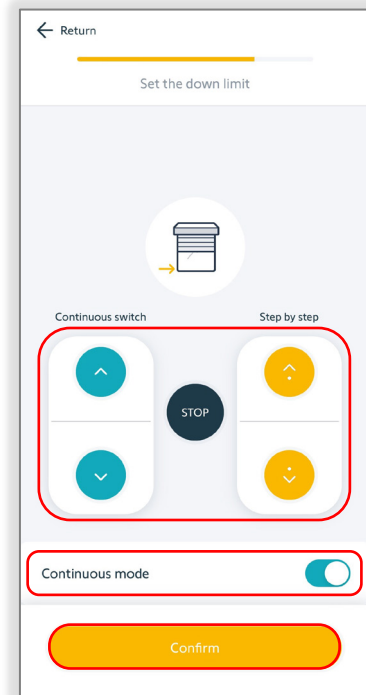 Return
Set the down limit
Continuous switch
Step by step
STOP
Continuous mode
Confirm